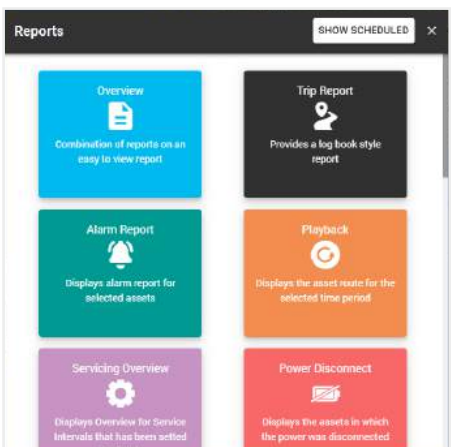 Reports
SHOW SCHEDULED
Overview
Combination of reports on an
easy to view report
Trip Report
Provides a log book style
report
Alarm Report
Displays alarm report for
selected assets
Playback
Displays the asset route for the
selected time period
Servicing Overview
Displays Overview for Service
Intervals that has been setted
Power Disconnect
Displays the assets in which
the power was disconnected